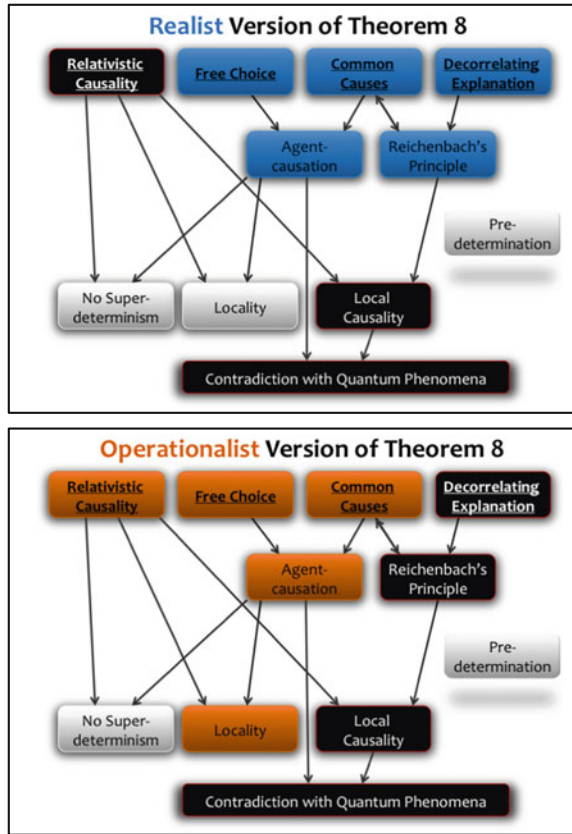 Realist Version of Theorem 8
Relativistic
Causality
Free Choice
Common
Causes
Decorrelating
Explanation
Agent-
causation
Reichenbach's
Principle
Pre-
determination
No Super-
determinism
Locality
Local
Causality
Contradiction with Quantum Phenomena
Operationalist Version of Theorem 8
Relativistic
Causality
Free Choice
Common
Causes
Decorrelating
Explanation
Agent-
causation
Reichenbach's
Principle
Pre-
determination
No Super-
determinism
Locality
Local
Causality
Contradiction with Quantum Phenomena